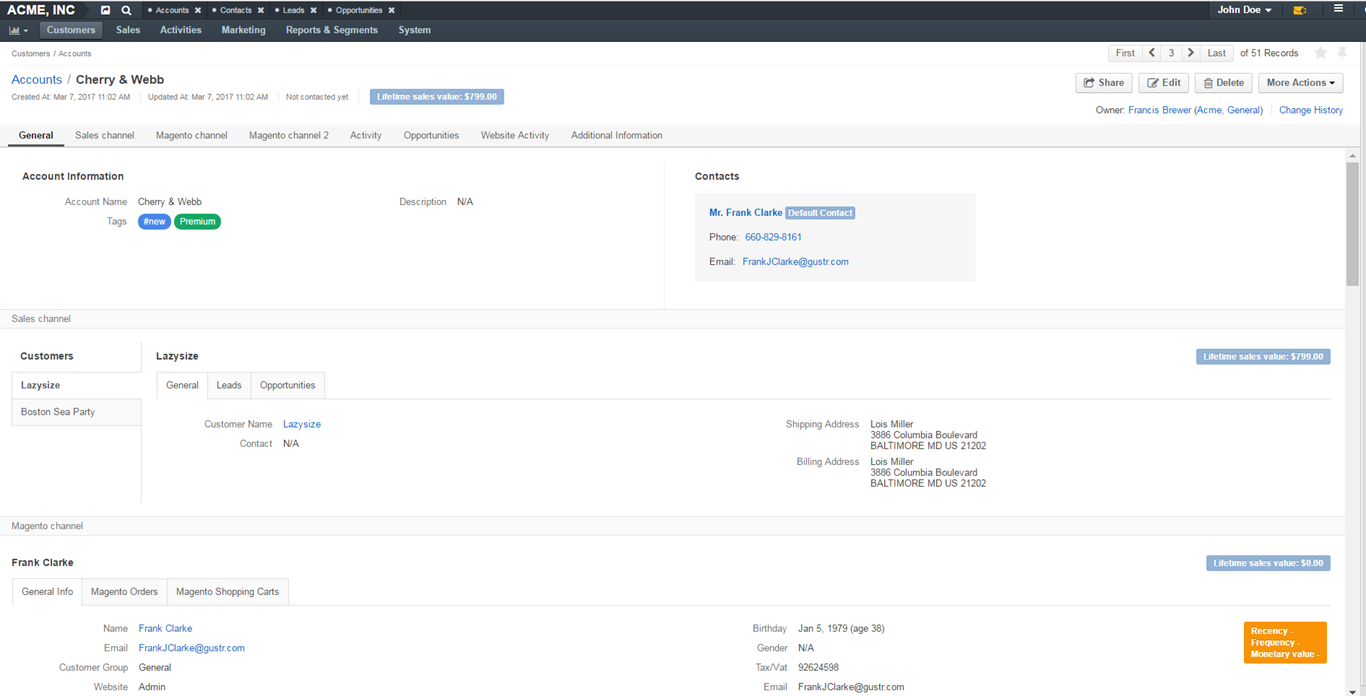 ACME, INC • Accounts ✖ • Contacts ✖ • Leads ✖ • Opportunities ✖ John Doe
Customers Sales Activities Marketing Reports & Segments System
Customers / Accounts First 3 Last of 51 Records
Accounts / Cherry & Webb Share Edit Delete More Actions
Created At: Mar 7, 2017 11:02 AM Updated At: Mar 7, 2017 11:02 AM Not contacted yet Lifetime sales value: $799.00
Owner: Francis Brewer (Acme, General) Change History
General Sales channel Magento channel Magento channel 2 Activity Opportunities Website Activity Additional Information
Account Information Contacts
Account Name Cherry & Webb Description N/A
Tags #new Premium
Mr. Frank Clarke Default Contact
Phone: 660-829-8161
Email: FrankJClarke@gustr.com
Sales channel
Customers Lazysize Lifetime sales value: $799.00
Lazysize General Leads Opportunities
Boston Sea Party
Customer Name Lazysize Shipping Address Lois Miller
3886 Columbia Boulevard
Contact N/A BALTIMORE MD US 21202
Billing Address Lois Miller
3886 Columbia Boulevard
BALTIMORE MD US 21202
Magento channel
Frank Clarke Lifetime sales value: $0.00
General Info Magento Orders Magento Shopping Carts
Name Frank Clarke Birthday Jan 5, 1979 (age 38) Recency -
Email FrankJClarke@gustr.com Gender N/A Frequency -
Monetary value -
Customer Group General Tax/Vat 92624598
Website Admin Email FrankJClarke@gustr.com